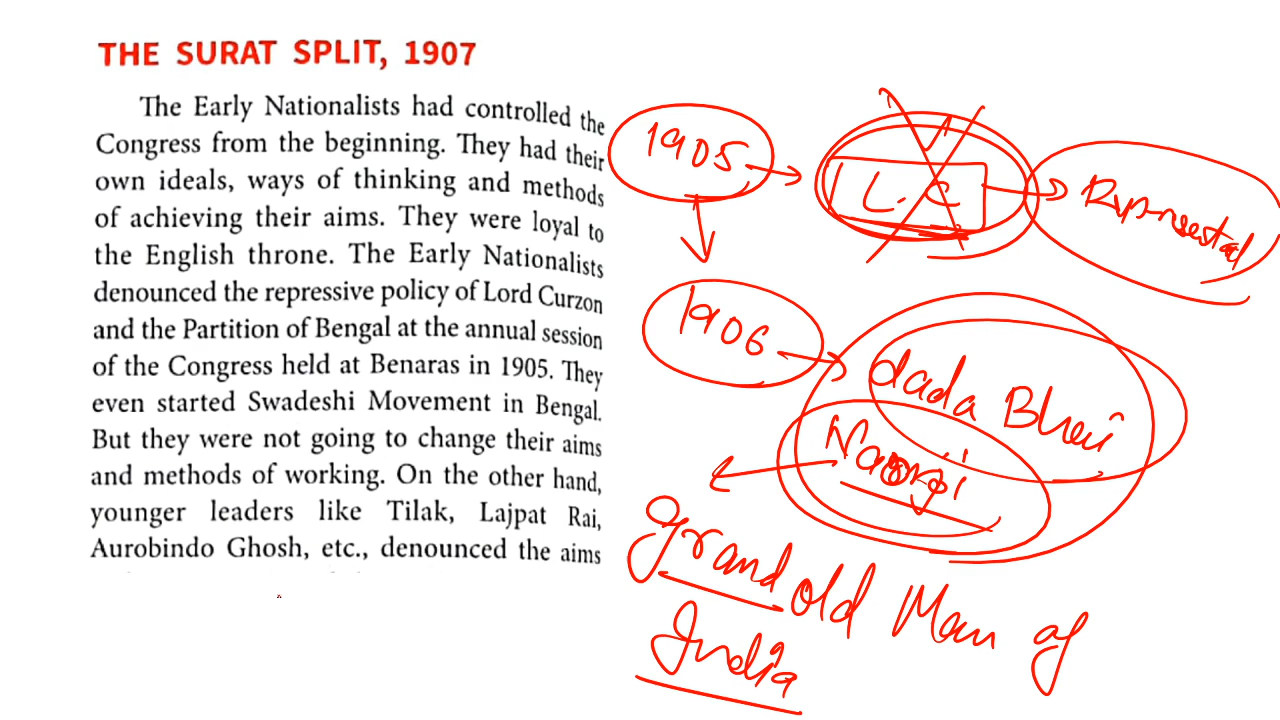 THE SURAT SPLIT, 1907
The Early Nationalists had controlled the
Congress from the beginning. They had their
own ideals, ways of thinking and methods
of achieving their aims. They were loyal to
the English throne. The Early Nationalists
denounced the repressive policy of Lord Curzon
and the Partition of Bengal at the annual session
of the Congress held at Benaras in 1905. They
even started Swadeshi Movement in Bengal.
But they were not going to change their aims
and methods of working. On the other hand,
younger leaders like Tilak, Lajpat Rai,
Aurobindo Ghosh, etc., denounced the aims
1905
L.C
1906
dada Bhai
Grand old Man of
India